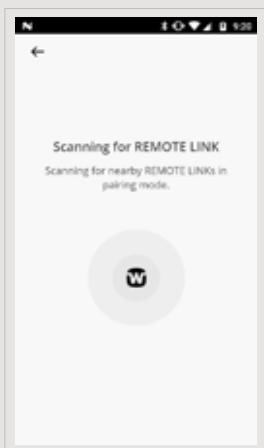 9:20
Scanning for REMOTE LINK
Scanning for nearby REMOTE LINKs in
pairing mode.
W